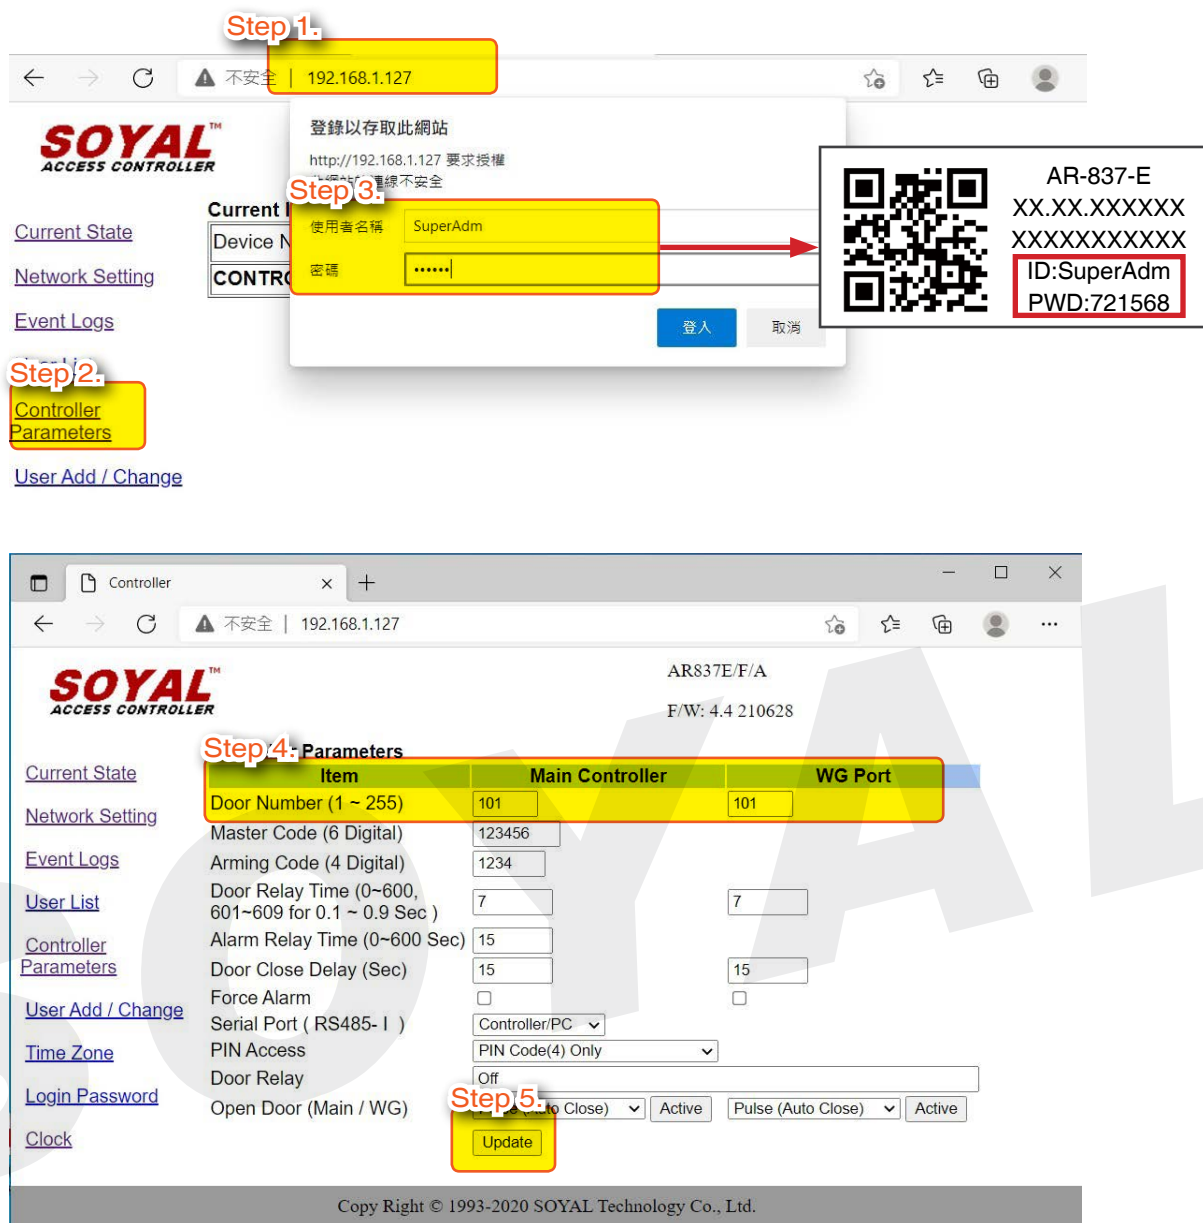 Step 1.
不安全 | 192.168.1.127
SOYAL™
ACCESS CONTROLLER
登錄以存取此網站
http://192.168.1.127 要求授權
連線不安全
Step 3.
使用者名稱 SuperAdm
密碼 ••••••
登入 取消
AR-837-E
XX.XX.XXXXXX
XXXXXXXXXXX
ID:SuperAdm
PWD:721568
Current
Device N
CONTRO
Current State
Network Setting
Event Logs
Step 2.
Controller
Parameters
User Add / Change
Controller
不安全 | 192.168.1.127
SOYAL™
ACCESS CONTROLLER
AR837E/F/A
F/W: 4.4 210628
Step 4.
Parameters
Current State
Network Setting
Event Logs
User List
Controller
Parameters
User Add / Change
Time Zone
Login Password
Clock
Item Main Controller WG Port
Door Number (1 ~ 255) 101 101
Master Code (6 Digital) 123456
Arming Code (4 Digital) 1234
Door Relay Time (0~600,
601~609 for 0.1 ~ 0.9 Sec ) 7 7
Alarm Relay Time (0~600 Sec) 15
Door Close Delay (Sec) 15 15
Force Alarm
Serial Port ( RS485- I ) Controller/PC
PIN Access PIN Code(4) Only
Door Relay Off
Step 5.
Open Door (Main / WG) Close) Active Pulse (Auto Close) Active
Update
Copy Right © 1993-2020 SOYAL Technology Co., Ltd.
SOYAL